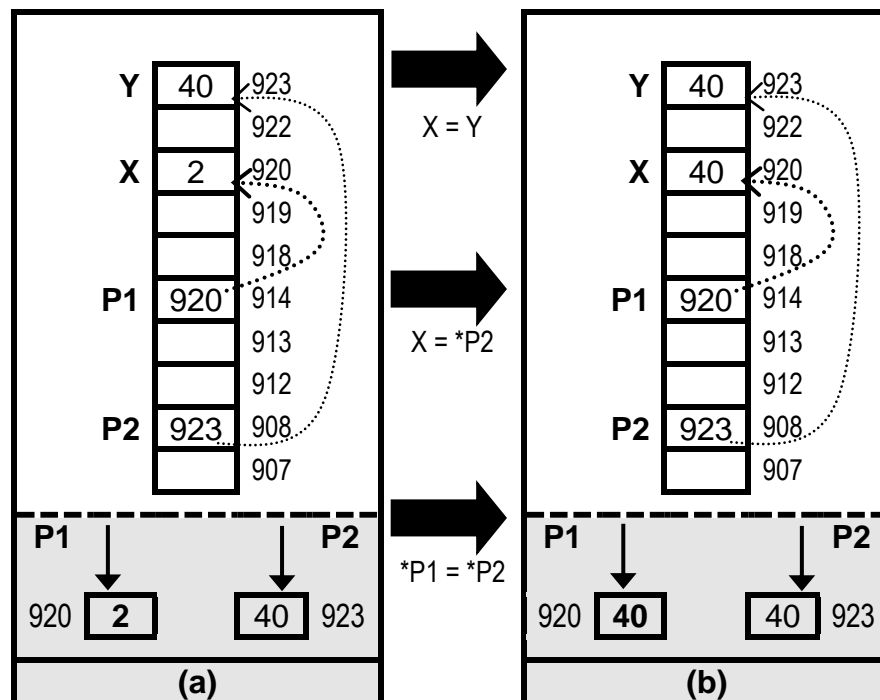 Y 40 923
922
X 2 920
919
918
P1 920 914
913
912
P2 923 908
907
P1 P2
920 2 40 923
(a)
X = Y
X = *P2
*P1 = *P2
Y 40 923
922
X 40 920
919
918
P1 920 914
913
912
P2 923 908
907
P1 P2
920 40 40 923
(b)